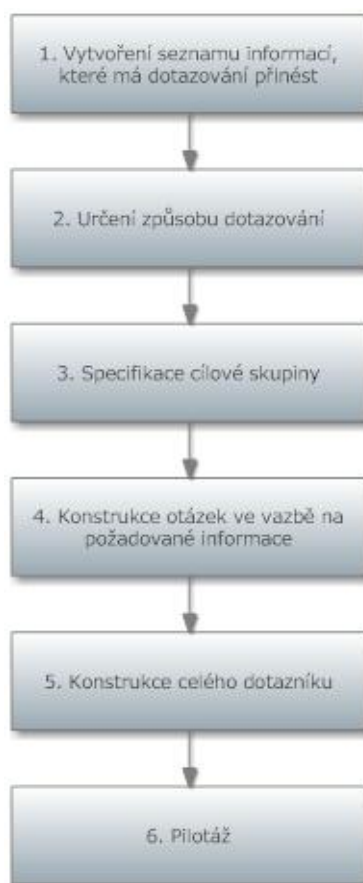 1. Vytvoření seznamu informací,
které má dotazování přinést
2. Určení způsobu dotazování
3. Specifikace cílové skupiny
4. Konstrukce otázek ve vazbě na
požadované informace
5. Konstrukce celého dotazníku
6. Pilotáž